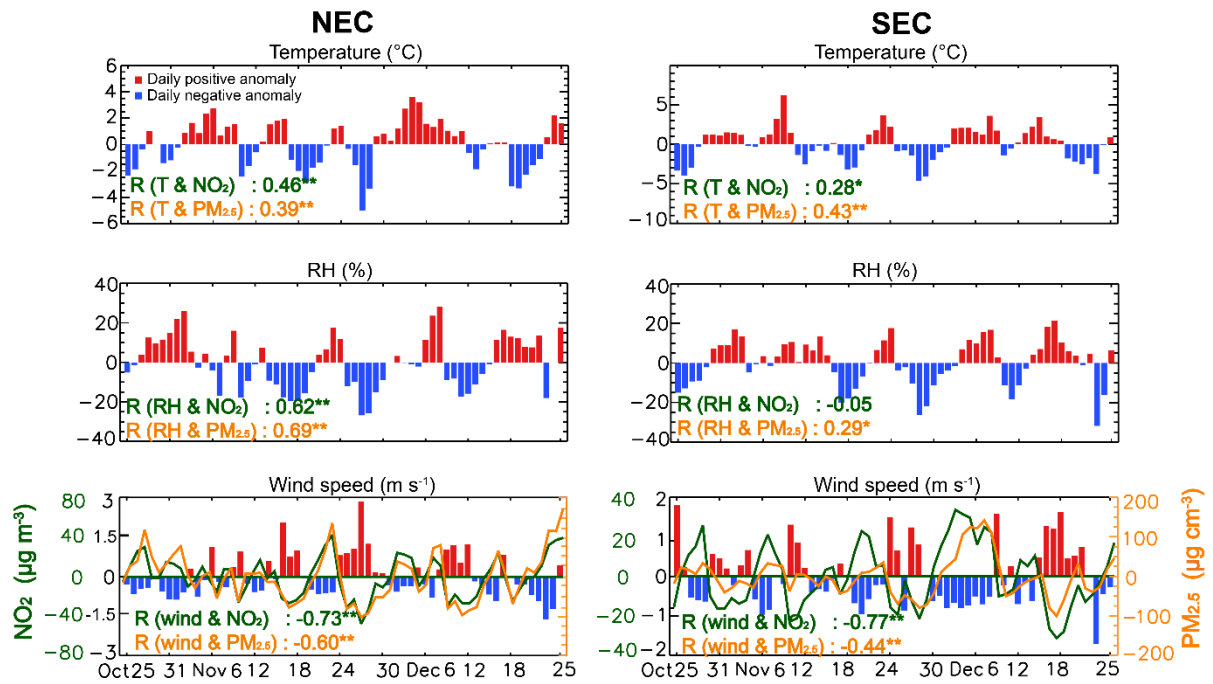 NEC
SEC
Temperature (°C)
Temperature (°C)
6
4
2
0
−2
−4
−6
Daily positive anomaly
Daily negative anomaly
R (T & NO₂) : 0.46**
R (T & PM₂.₅) : 0.39**
5
0
−5
−10
R (T & NO₂) : 0.28*
R (T & PM₂.₅) : 0.43**
RH (%)
RH (%)
40
20
0
−20
−40
R (RH & NO₂) : 0.62**
R (RH & PM₂.₅) : 0.69**
40
20
0
−20
−40
R (RH & NO₂) : -0.05
R (RH & PM₂.₅) : 0.29*
Wind speed (m s⁻¹)
Wind speed (m s⁻¹)
NO₂ (μg m⁻³)
80
40
0
−40
−80
3
1.5
0
−1.5
−3
R (wind & NO₂) : -0.73**
R (wind & PM₂.₅) : -0.60**
40
20
0
−20
−40
2
1
0
−1
−2
R (wind & NO₂) : -0.77**
R (wind & PM₂.₅) : -0.44**
200
100
0
−100
−200
PM₂.₅ (μg cm⁻³)
Oct25 31 Nov 6 12 18 24 Dec 6 12 18 25
Oct25 31 Nov 6 12 18 24 30 Dec 6 12 18 25